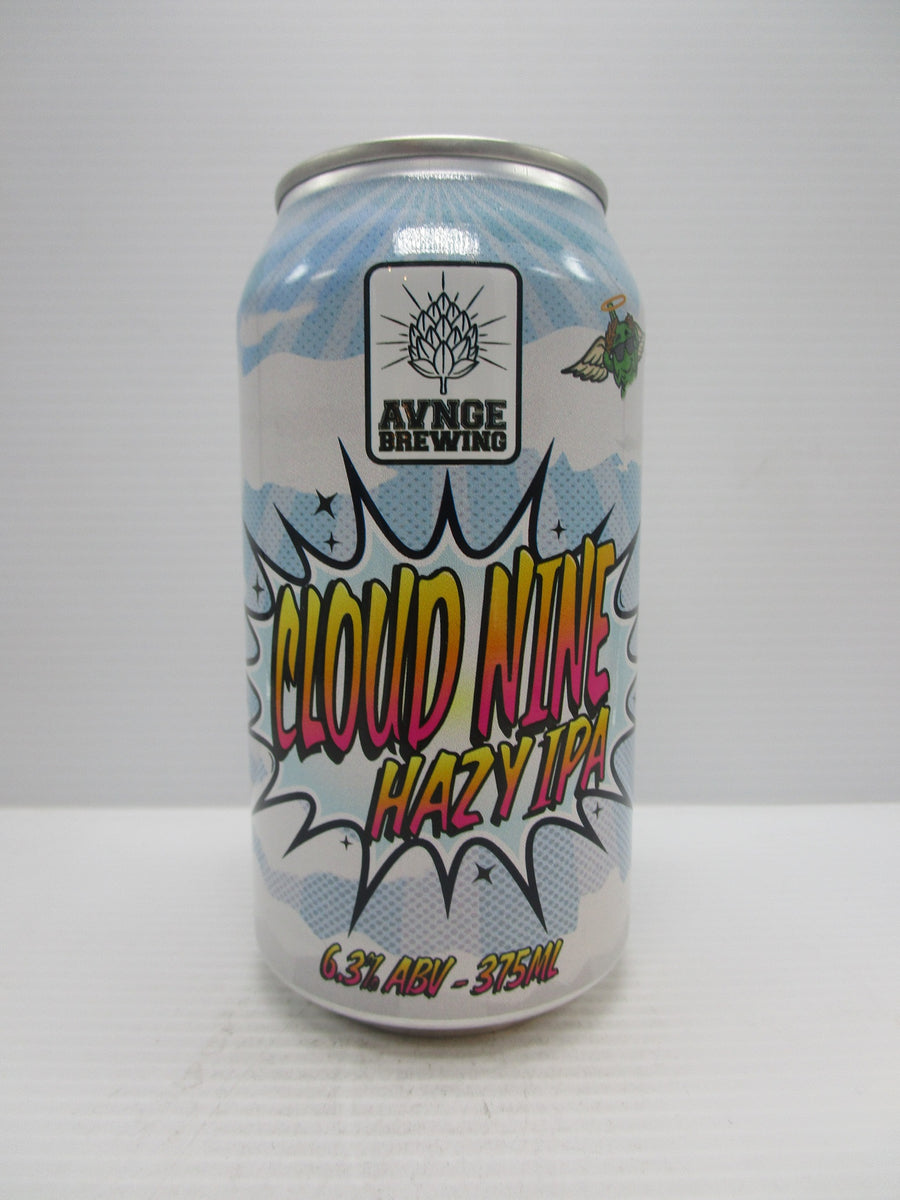 AVNGE
BREWING
CLOUD NINE
HAZY IPA
6.3% ABV - 375ML